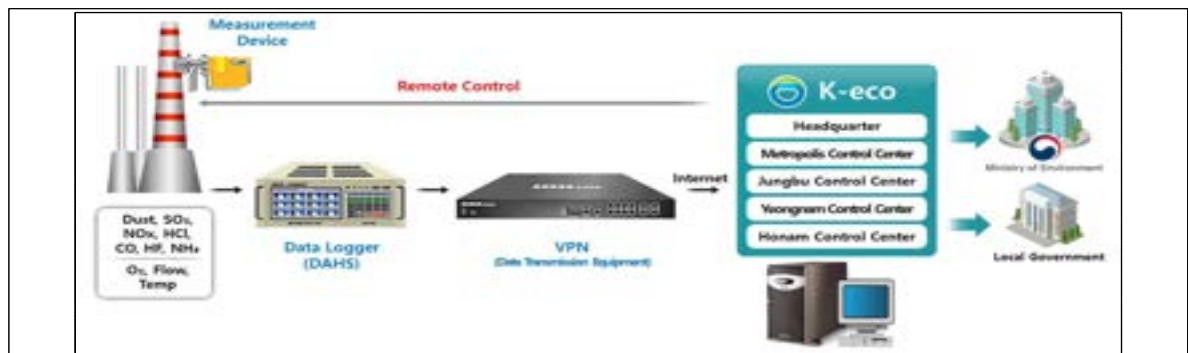 Measurement
Device
Remote Control
K-eco
Headquarter
Metropolis Control Center
Jungbu Control Center
Yeongnam Control Center
Honam Control Center
Internet
Ministry of Environment
Local Government
Data Logger
(DAHS)
VPN
(Data Transmission Equipment)
Dust, SO₂,
NOx, HCl,
CO, HF, NH₃
O₂, Flow,
Temp